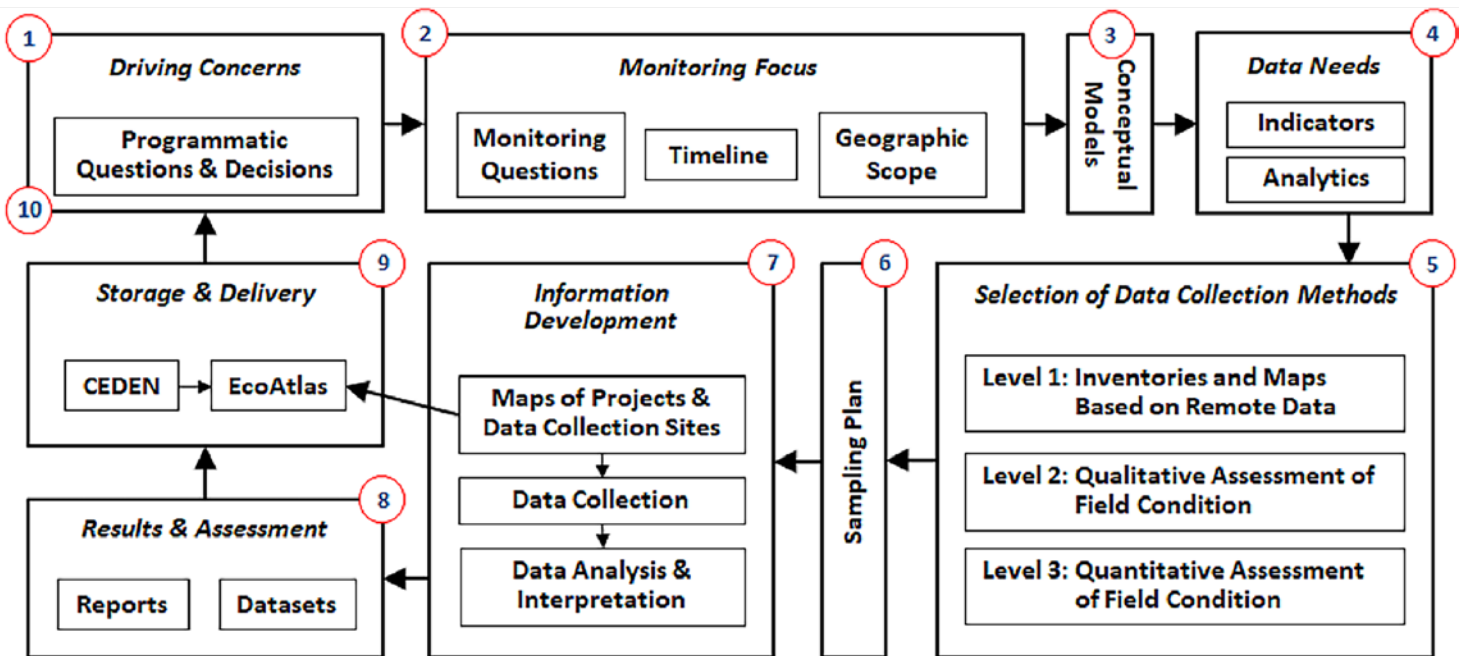 1
Driving Concerns
Programmatic
Questions & Decisions
10
2
Monitoring Focus
Monitoring
Questions
Timeline
Geographic
Scope
3
Conceptual
Models
4
Data Needs
Indicators
Analytics
5
Selection of Data Collection Methods
Level 1: Inventories and Maps
Based on Remote Data
Level 2: Qualitative Assessment of
Field Condition
Level 3: Quantitative Assessment
of Field Condition
6
Sampling Plan
7
Information
Development
Maps of Projects &
Data Collection Sites
Data Collection
Data Analysis &
Interpretation
8
Results & Assessment
Reports
Datasets
9
Storage & Delivery
CEDEN
EcoAtlas